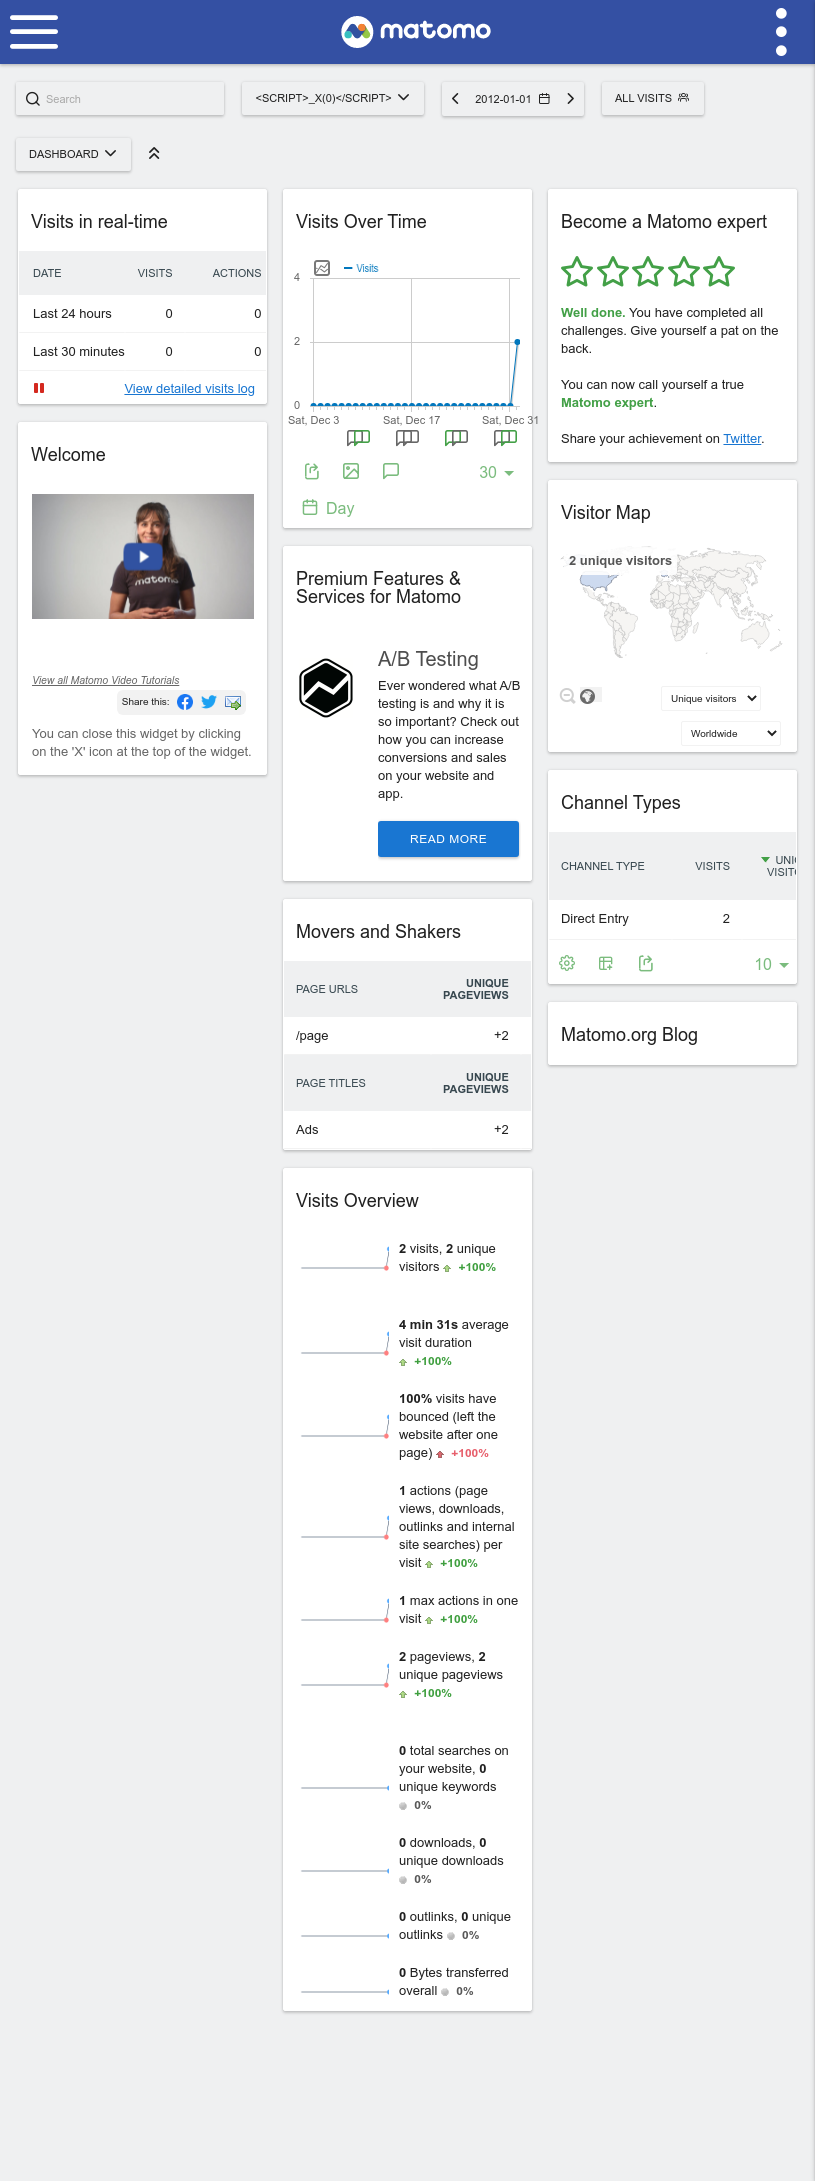 matomo
Search
<SCRIPT>_X(0)</SCRIPT>
2012-01-01
ALL VISITS
DASHBOARD
Visits in real-time
DATE VISITS ACTIONS
Last 24 hours 0 0
Last 30 minutes 0 0
View detailed visits log
Welcome
matomo
View all Matomo Video Tutorials
Share this:
You can close this widget by clicking
on the 'X' icon at the top of the widget.
Visits Over Time
Visits
4
2
0
Sat, Dec 3 Sat, Dec 17 Sat, Dec 31
30
Day
Premium Features &
Services for Matomo
A/B Testing
Ever wondered what A/B
testing is and why it is
so important? Check out
how you can increase
conversions and sales
on your website and
app.
READ MORE
Movers and Shakers
PAGE URLS UNIQUE
PAGEVIEWS
/page +2
PAGE TITLES UNIQUE
PAGEVIEWS
Ads +2
Visits Overview
2 visits, 2 unique
visitors +100%
4 min 31s average
visit duration
+100%
100% visits have
bounced (left the
website after one
page) +100%
1 actions (page
views, downloads,
outlinks and internal
site searches) per
visit +100%
1 max actions in one
visit +100%
2 pageviews, 2
unique pageviews
+100%
0 total searches on
your website, 0
unique keywords
0%
0 downloads, 0
unique downloads
0%
0 outlinks, 0 unique
outlinks 0%
0 Bytes transferred
overall 0%
Become a Matomo expert
Well done. You have completed all
challenges. Give yourself a pat on the
back.
You can now call yourself a true
Matomo expert.
Share your achievement on Twitter.
Visitor Map
2 unique visitors
Unique visitors
Worldwide
Channel Types
CHANNEL TYPE VISITS
Direct Entry 2
10
Matomo.org Blog